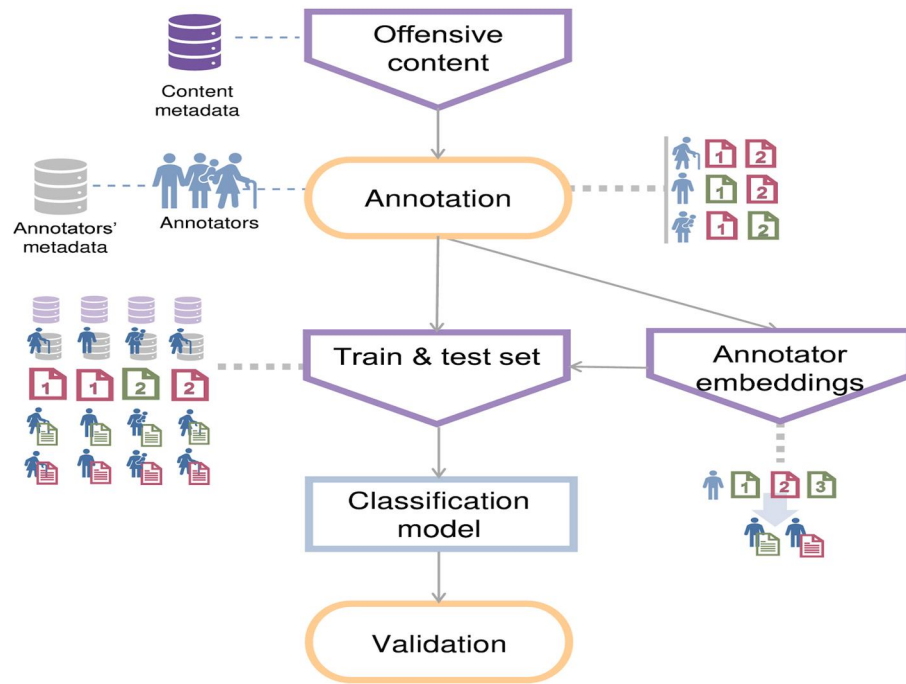 Offensive
content
Content
metadata
Annotators'
metadata
Annotators
Annotation
1 2
1 2
1 2
1 1 2 2
Train & test set
Annotator
embeddings
1 2 3
Classification
model
Validation